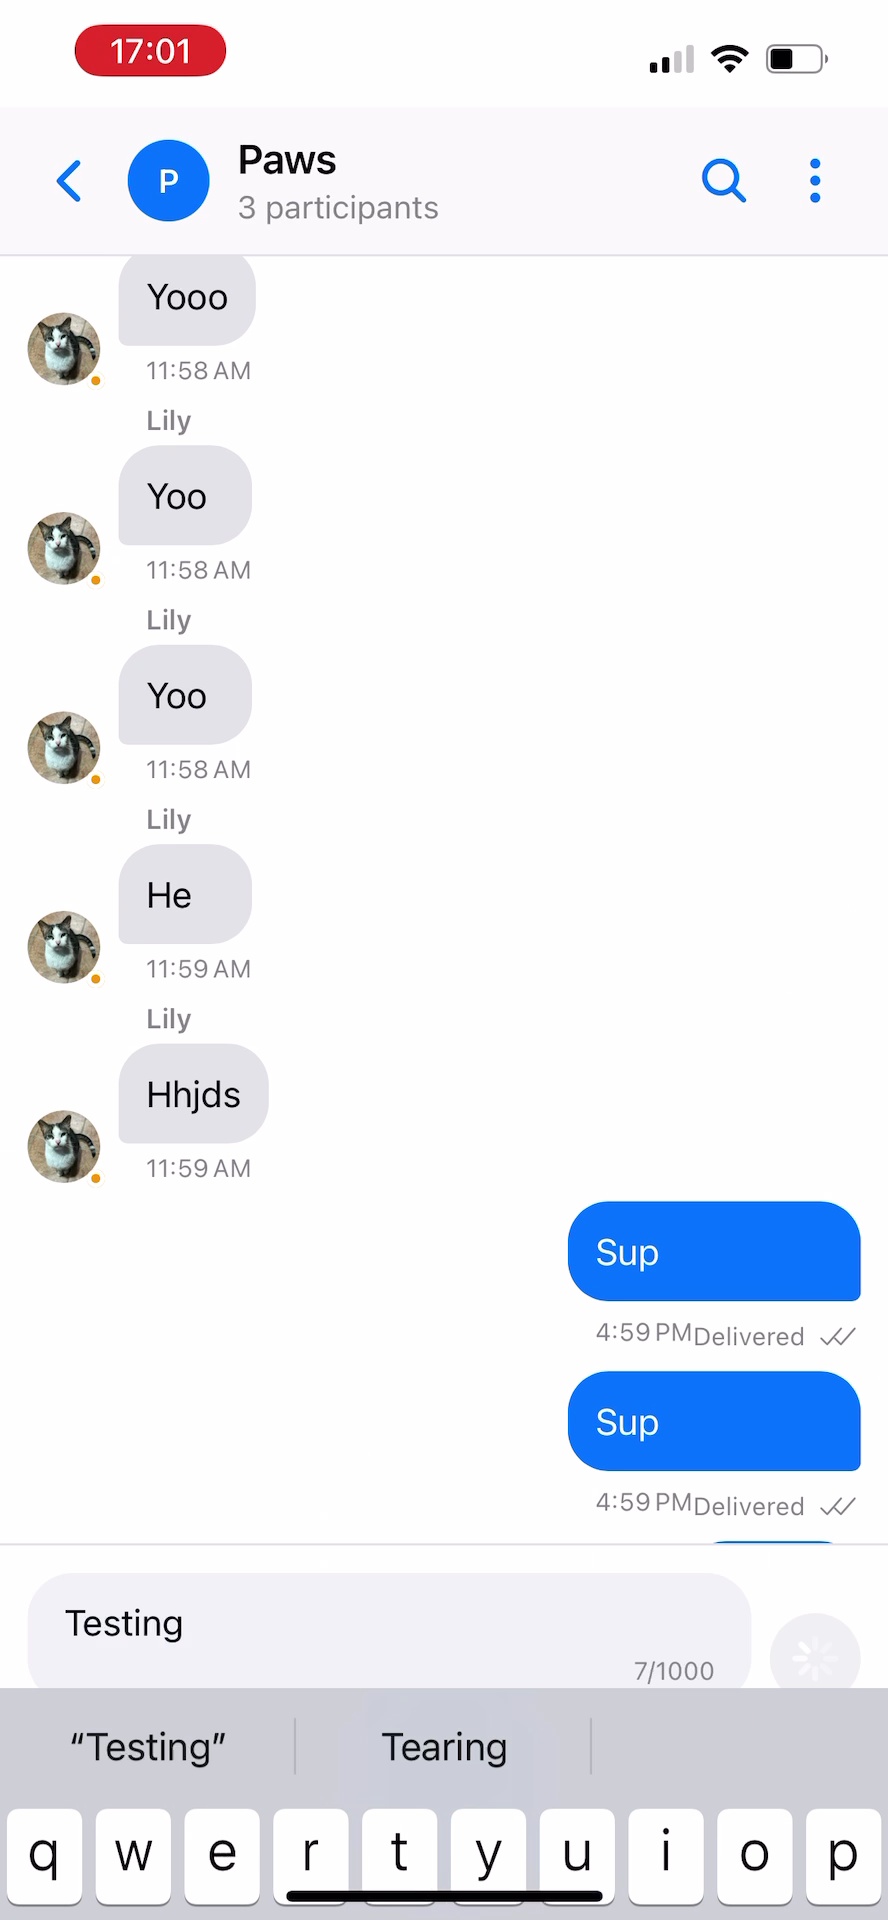 17:01
P
Paws
3 participants
Yooo
11:58 AM
Lily
Yoo
11:58 AM
Lily
Yoo
11:58 AM
Lily
He
11:59 AM
Lily
Hhjds
11:59 AM
Sup
4:59 PM Delivered
Sup
4:59 PM Delivered
Testing
7/1000
“Testing” Tearing
q w e r t y u i o p